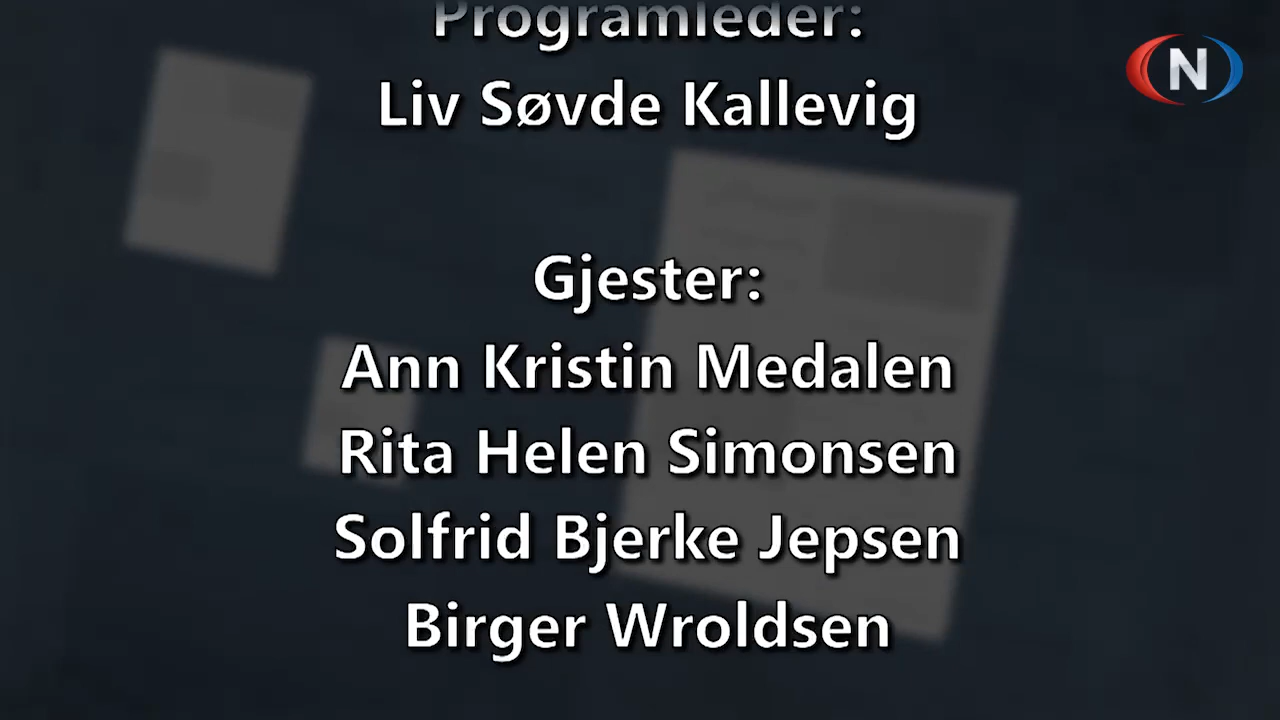 Programleder:
Liv Søvde Kallevig
N
Gjester:
Ann Kristin Medalen
Rita Helen Simonsen
Solfrid Bjerke Jepsen
Birger Wroldsen